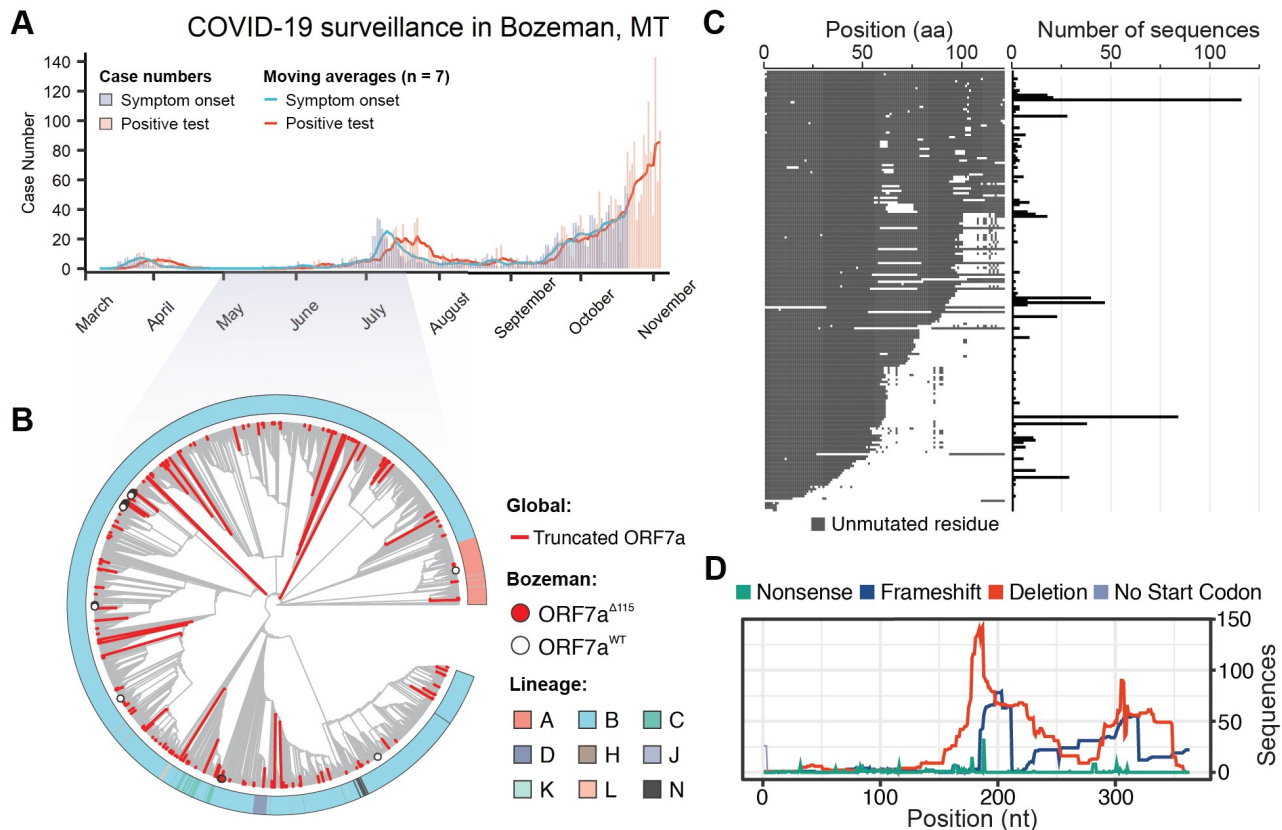 A
COVID-19 surveillance in Bozeman, MT
Case numbers
Symptom onset
Positive test
Moving averages (n = 7)
Symptom onset
Positive test
Case Number
140
120
100
80
60
40
20
0
March
April
May
June
July
August
September
October
November
B
Global:
Truncated ORF7a
Bozeman:
ORF7aΔ115
ORF7aWT
Lineage:
A B C
D H J
K L N
C
Position (aa)
0 50 100
Number of sequences
0 50 100
Unmutated residue
D
Nonsense Frameshift Deletion No Start Codon
150
100
50
0
Sequences
0 100 200 300
Position (nt)